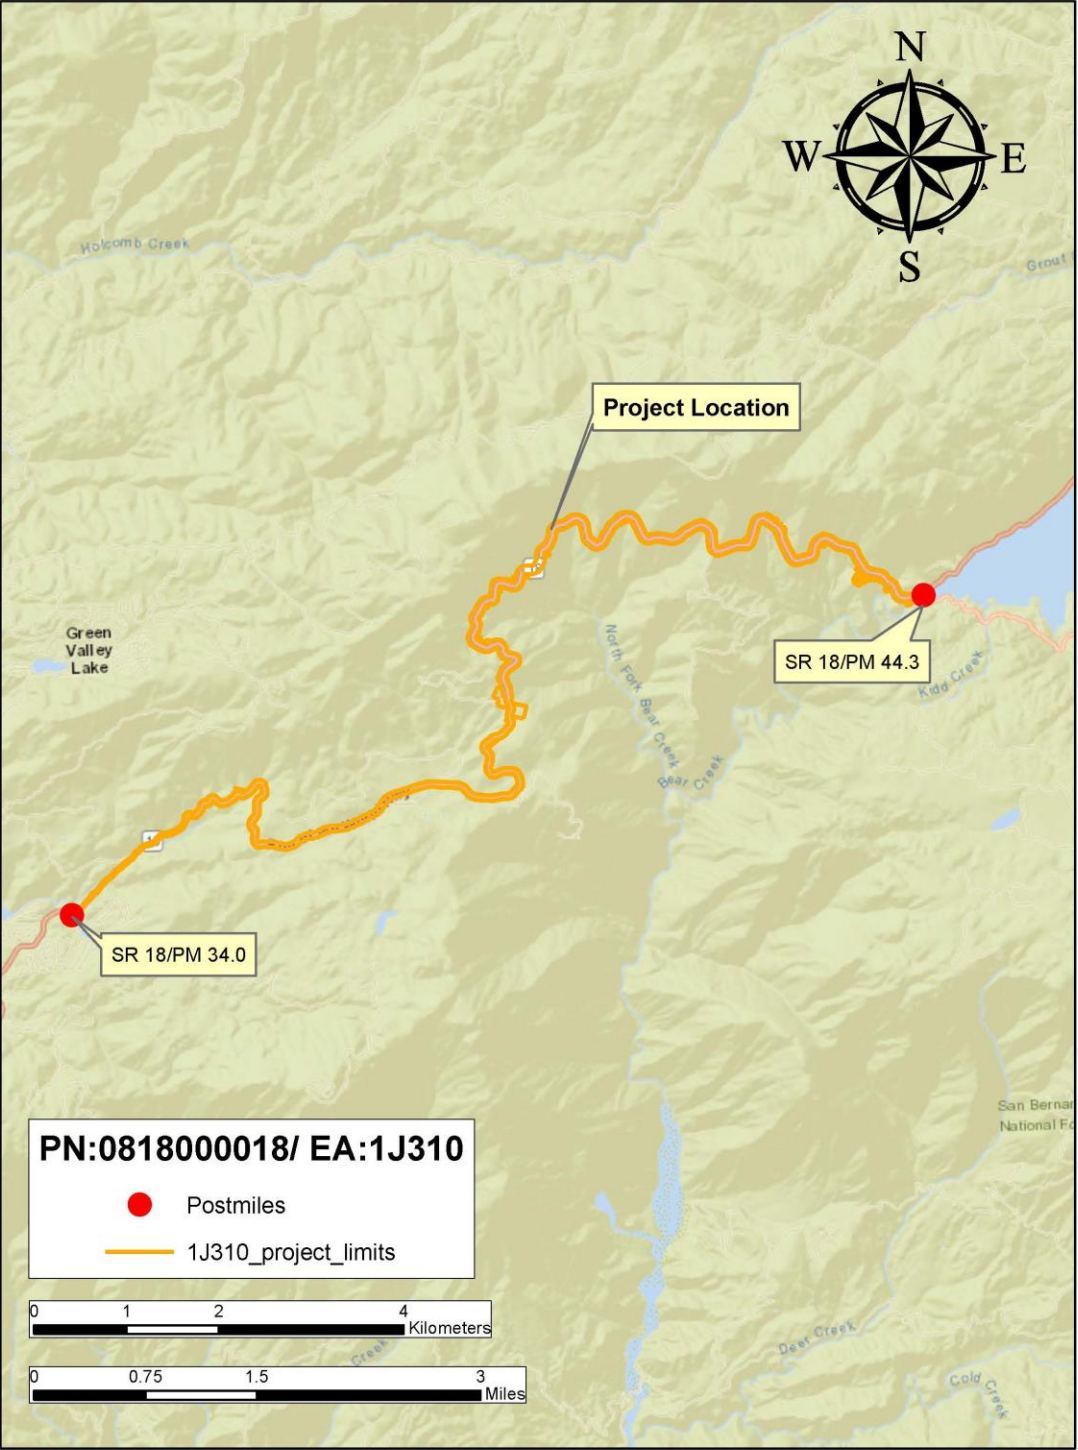 N
W
E
S
Holcomb Creek
Grout
Project Location
Green
Valley
Lake
North Fork Bear Creek
SR 18/PM 44.3
Kidd Creek
Bear Creek
SR 18/PM 34.0
San Bernar
National Fo
PN:0818000018/ EA:1J310
Postmiles
1J310_project_limits
0 1 2 4
Kilometers
Creek
Deer Creek
0 0.75 1.5 3
Miles
Cold Creek